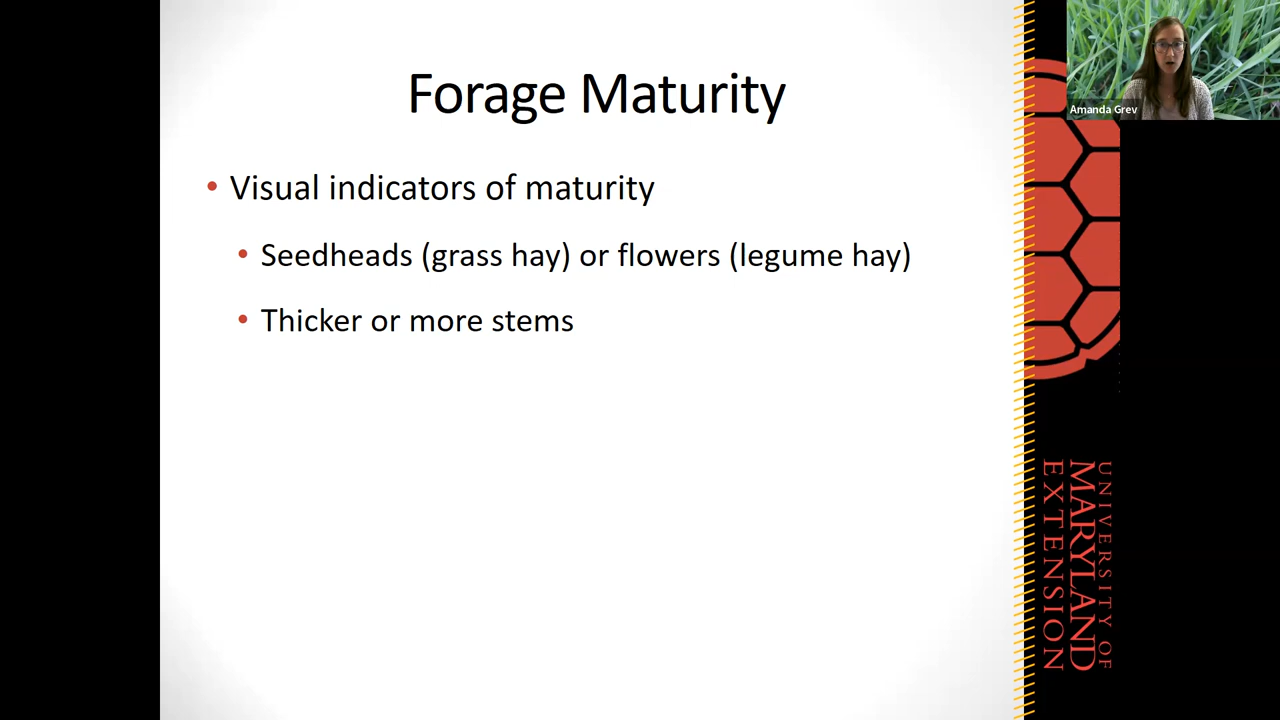 Forage Maturity
• Visual indicators of maturity
• Seedheads (grass hay) or flowers (legume hay)
• Thicker or more stems
Amanda Grev
UNIVERSITY OF
MARYLAND
EXTENSION